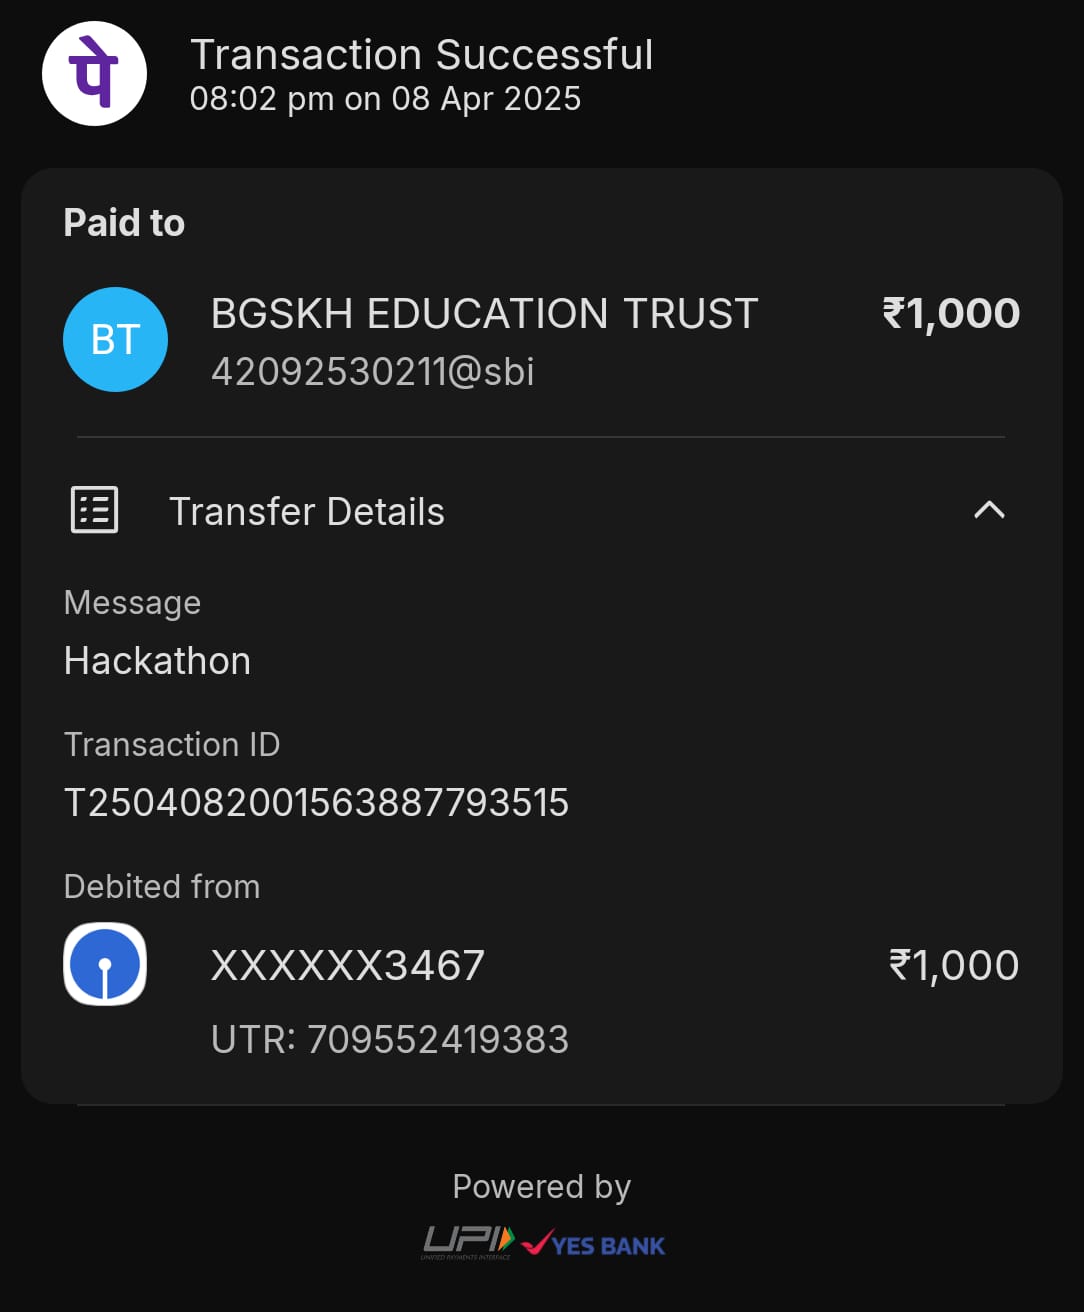 पे
Transaction Successful
08:02 pm on 08 Apr 2025
Paid to
BT
BGSKH EDUCATION TRUST
₹1,000
42092530211@sbi
Transfer Details
Message
Hackathon
Transaction ID
T2504082001563887793515
Debited from
XXXXXX3467
₹1,000
UTR: 709552419383
Powered by
UPI
UNIFIED PAYMENTS INTERFACE
YES BANK